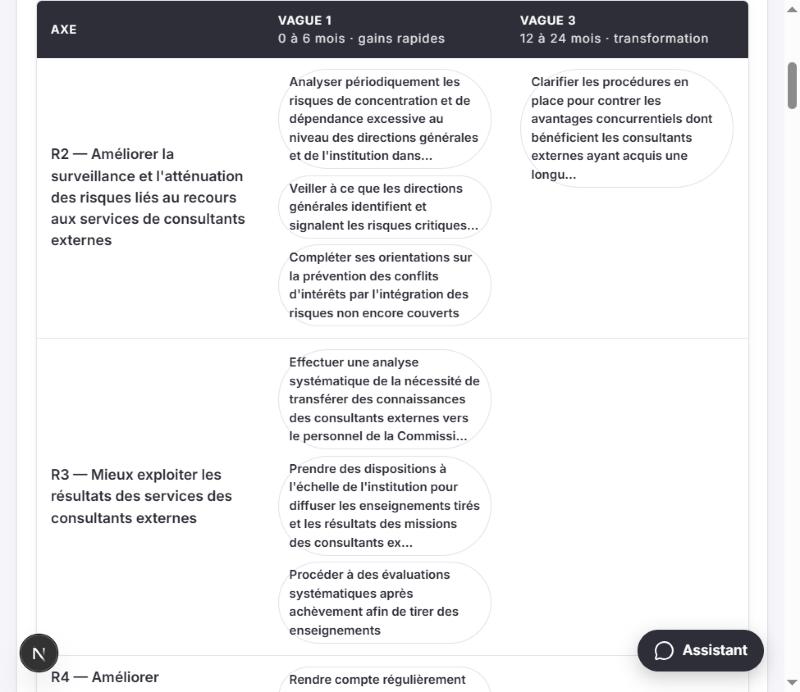 AXE
VAGUE 1
0 à 6 mois · gains rapides
VAGUE 3
12 à 24 mois · transformation
R2 — Améliorer la
surveillance et l'atténuation
des risques liés au recours
aux services de consultants
externes
Analyser périodiquement les
risques de concentration et de
dépendance excessive au
niveau des directions générales
et de l'institution dans...
Veiller à ce que les directions
générales identifient et
signalent les risques critiques...
Compléter ses orientations sur
la prévention des conflits
d'intérêts par l'intégration des
risques non encore couverts
Clarifier les procédures en
place pour contrer les
avantages concurrentiels dont
bénéficient les consultants
externes ayant acquis une
longu...
R3 — Mieux exploiter les
résultats des services des
consultants externes
Effectuer une analyse
systématique de la nécessité de
transférer des connaissances
des consultants externes vers
le personnel de la Commissi...
Prendre des dispositions à
l'échelle de l'institution pour
diffuser les enseignements tirés
et les résultats des missions
des consultants ex...
Procéder à des évaluations
systématiques après
achèvement afin de tirer des
enseignements
R4 — Améliorer
Rendre compte régulièrement
N
Assistant